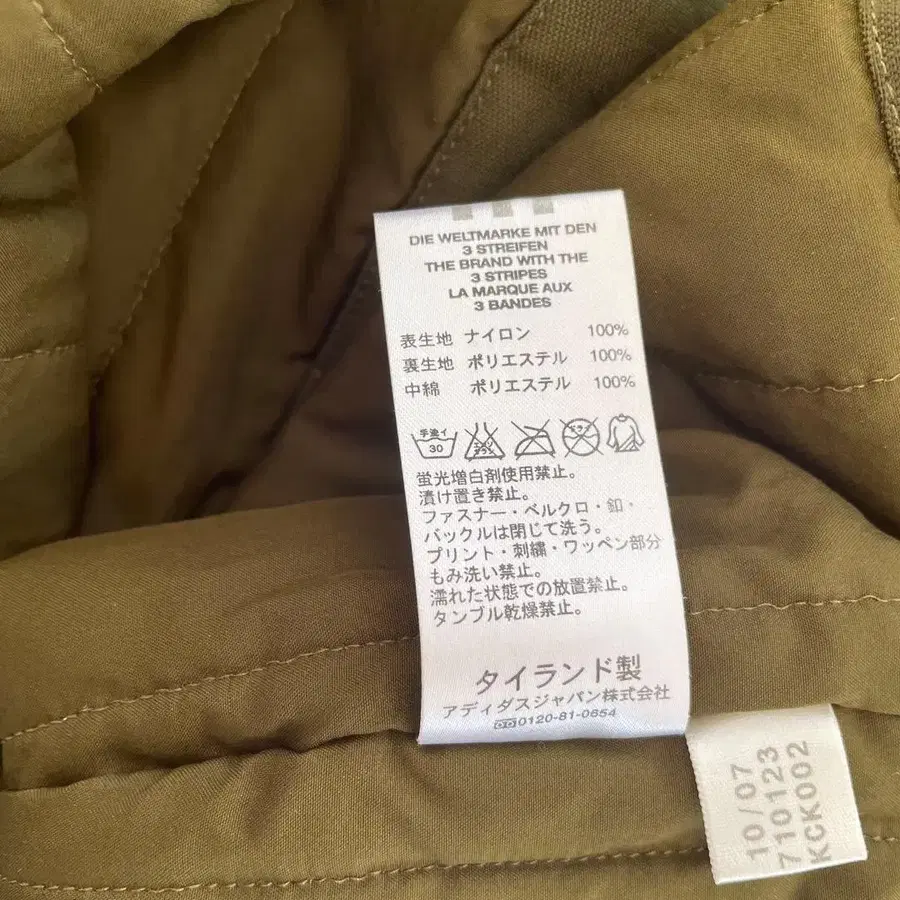 DIE WELTMARKE MIT DEN
3 STREIFEN
THE BRAND WITH THE
3 STRIPES
LA MARQUE AUX
3 BANDES
表生地 ナイロン 100%
裏生地 ポリエステル 100%
中綿 ポリエステル 100%
手洗イ
30
蛍光増白剤使用禁止。
漬け置き禁止。
ファスナー・ベルクロ・釦・
バックルは閉じて洗う。
プリント・刺繍・ワッペン部分
もみ洗い禁止。
濡れた状態での放置禁止。
タンブル乾燥禁止。
タイランド製
アディダスジャパン株式会社
0120-81-0654
10/07
710123
KCK002